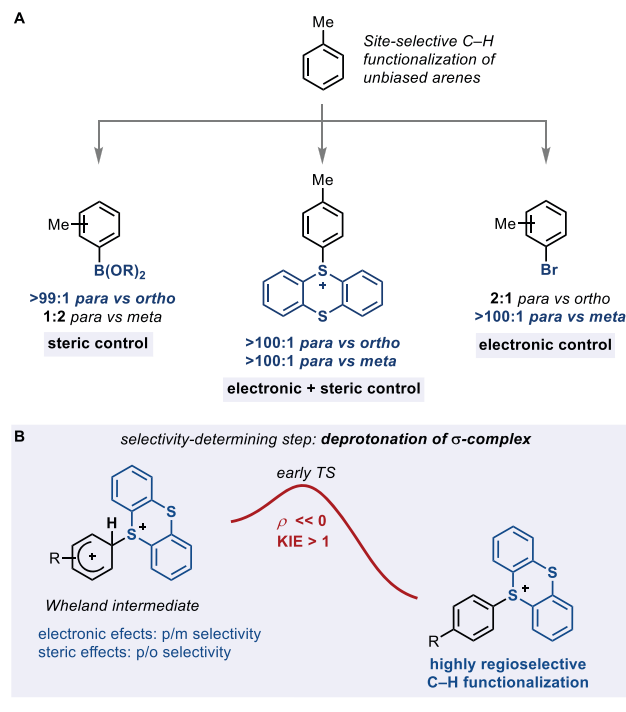 A
Me
Site-selective C–H
functionalization of
unbiased arenes
Me
B(OR)2
>99:1 para vs ortho
1:2 para vs meta
steric control
Me
S
+
S
>100:1 para vs ortho
>100:1 para vs meta
electronic + steric control
Me
Br
2:1 para vs ortho
>100:1 para vs meta
electronic control
B
selectivity-determining step: deprotonation of σ-complex
early TS
ρ << 0
KIE > 1
H
S
S
+
R
+
Wheland intermediate
electronic efects: p/m selectivity
steric effects: p/o selectivity
S
S
+
R
highly regioselective
C–H functionalization